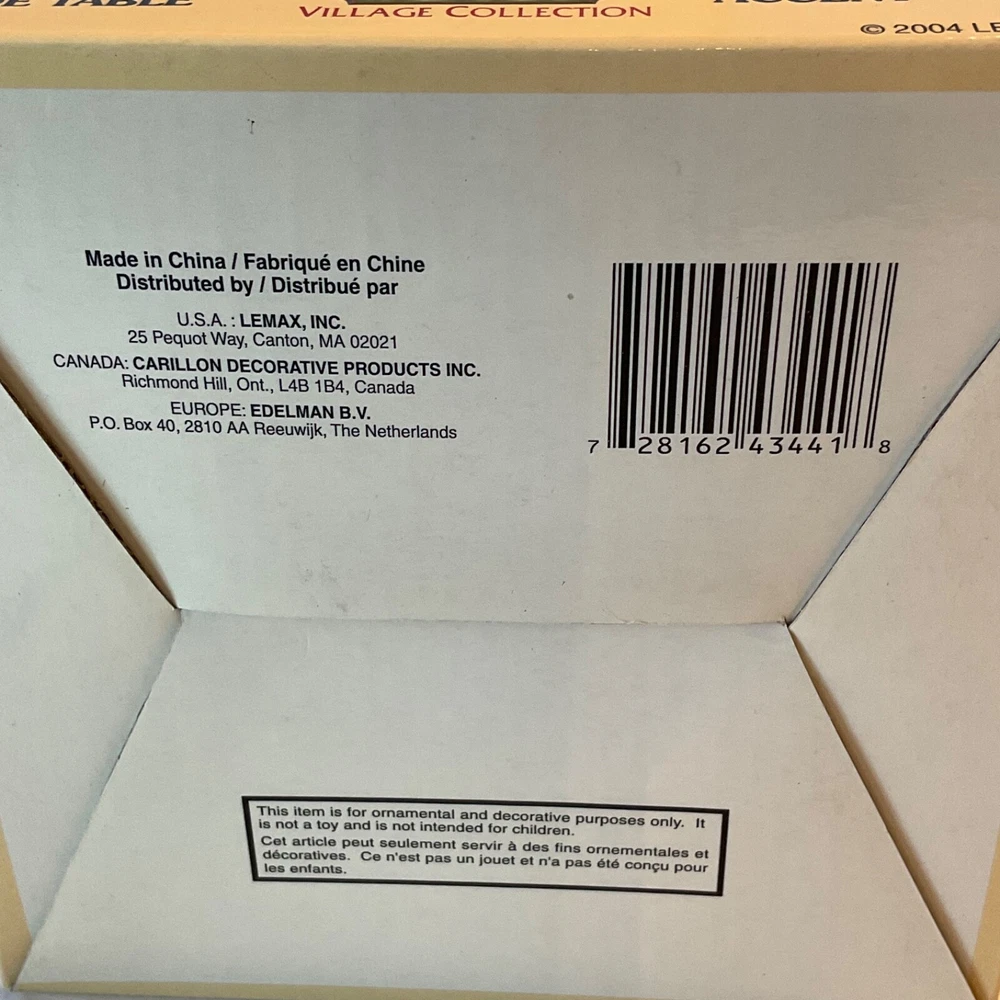 TABLE
VILLAGE COLLECTION
© 2004
Made in China / Fabriqué en Chine
Distributed by / Distribué par
U.S.A. : LEMAX, INC.
25 Pequot Way, Canton, MA 02021
CANADA: CARILLON DECORATIVE PRODUCTS INC.
Richmond Hill, Ont., L4B 1B4, Canada
EUROPE: EDELMAN B.V.
P.O. Box 40, 2810 AA Reeuwijk, The Netherlands
7 28162 43441 8
This item is for ornamental and decorative purposes only. It
is not a toy and is not intended for children.
Cet article peut seulement servir à des fins ornementales et
décoratives. Ce n'est pas un jouet et n'a pas été conçu pour
les enfants.